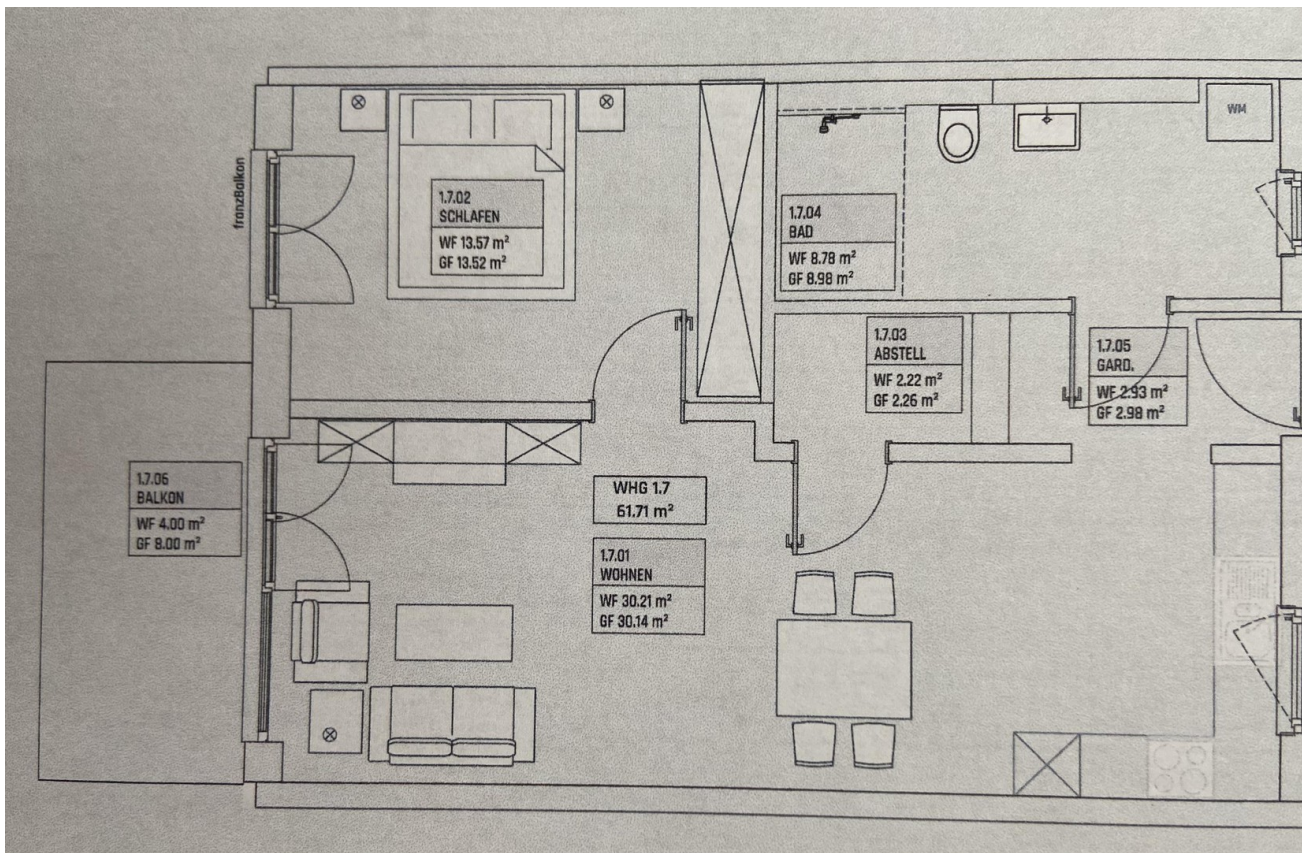 franzBalkon
1.7.02
SCHLAFEN
WF 13.57 m²
GF 13.52 m²
WM
1.7.04
BAD
WF 8.78 m²
GF 8.98 m²
1.7.03
ABSTELL
WF 2.22 m²
GF 2.26 m²
1.7.05
GARD.
WF 2.93 m²
GF 2.98 m²
1.7.06
BALKON
WF 4.00 m²
GF 8.00 m²
WHG 1.7
61.71 m²
1.7.01
WOHNEN
WF 30.21 m²
GF 30.14 m²